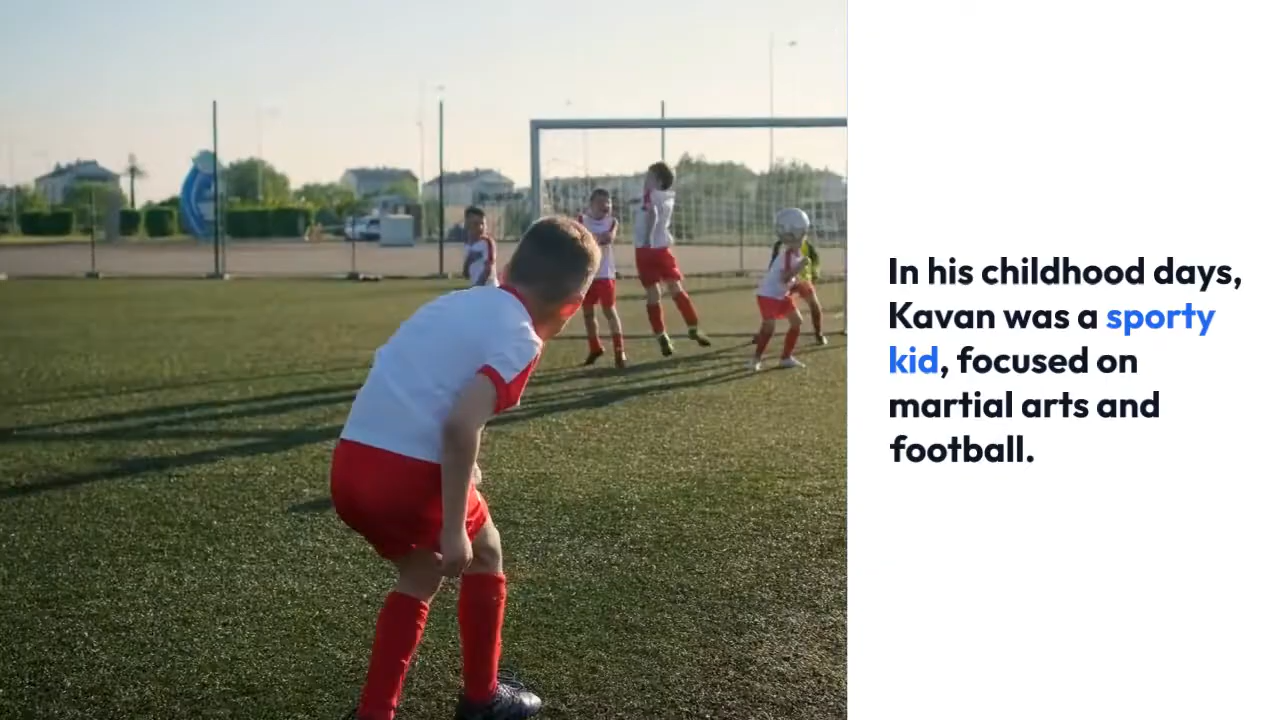 In his childhood days,
Kavan was a sporty
kid, focused on
martial arts and
football.